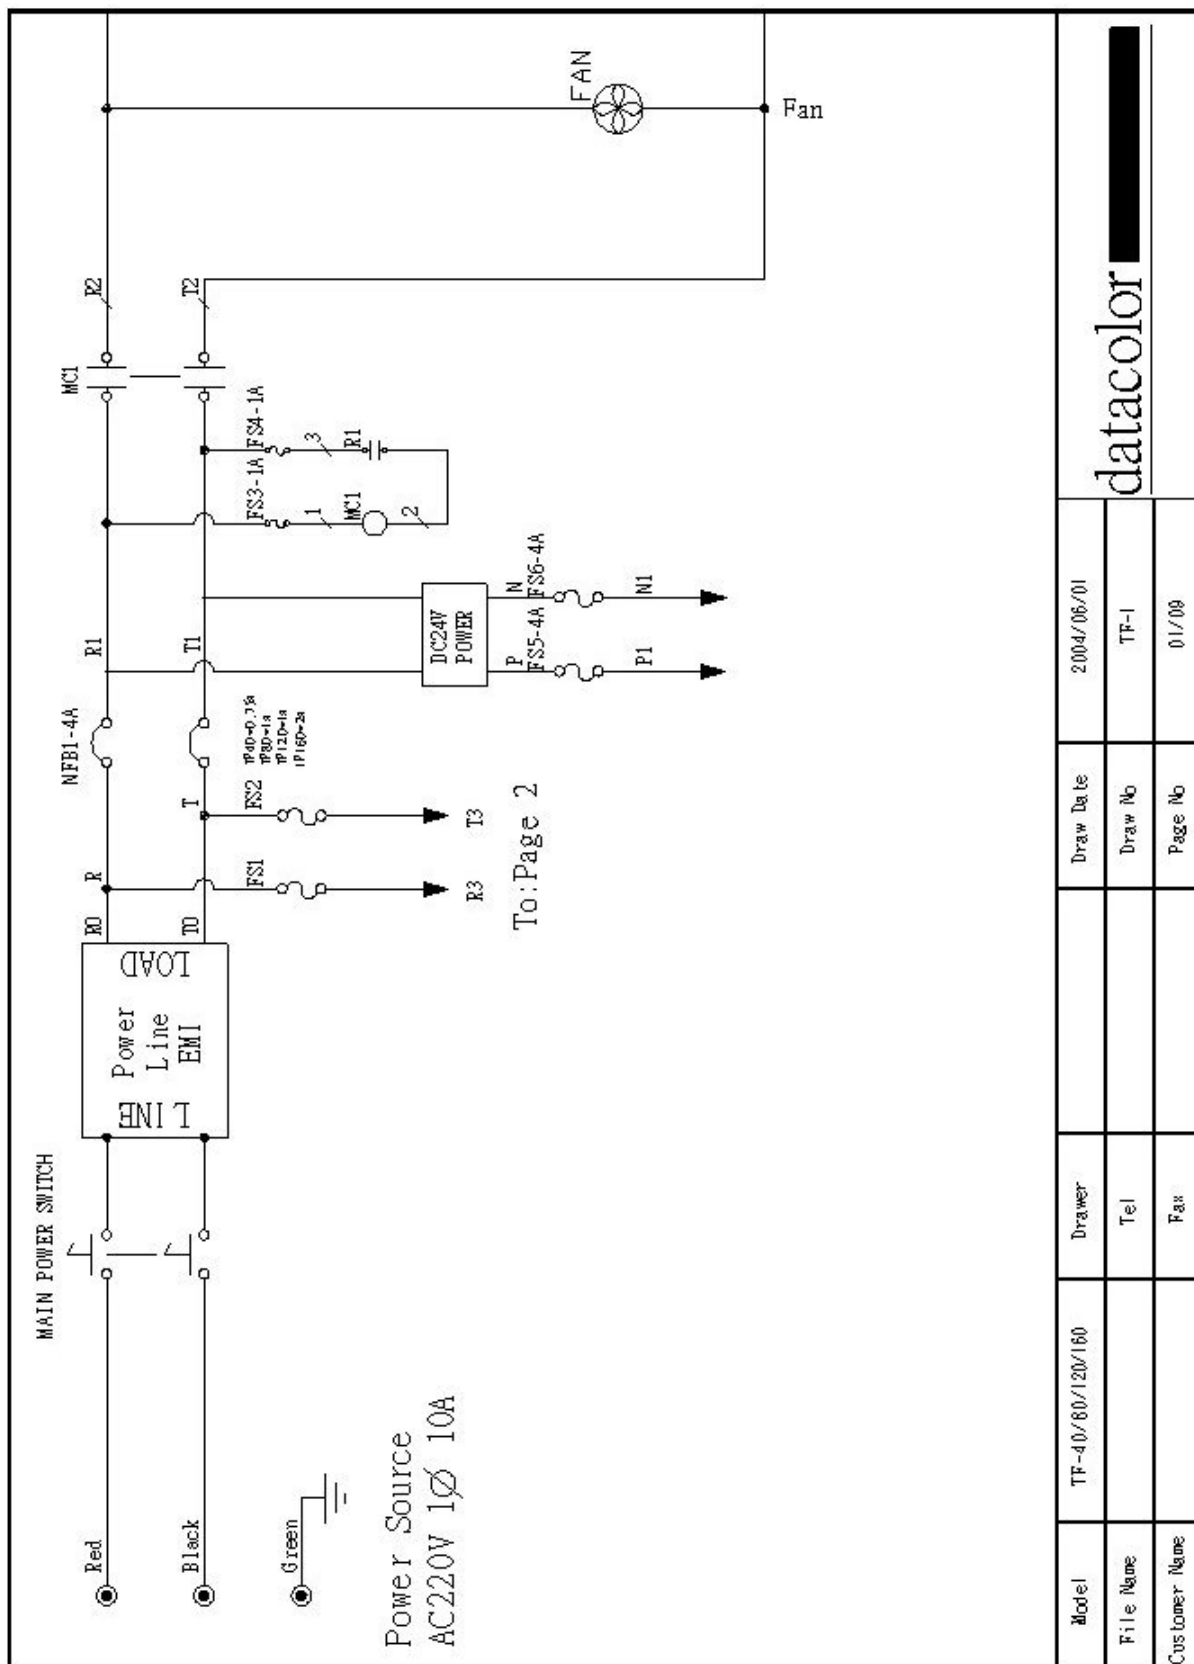 MAIN POWER SWITCH
Red
Black
Green
Power Source
AC220V 1Ø 10A
LINE
Power
Line
EMI
LOAD
R0
T0
R
T
FS1
FS2
R3
T3
To:Page 2
NFB1-4A
R1
T1
DC24V
POWER
P
N
FS5-4A
FS6-4A
P1
N1
FS3-1A
FS4-1A
1
3
MC1
R1
2
MC1
R2
T2
FAN
Fan
Model
TF-40/80/120/160
Drawer
Draw Date
2004/06/01
datacolor
File Name
Tel
Draw No
TF-1
Customer Name
Fax
Page No
01/09